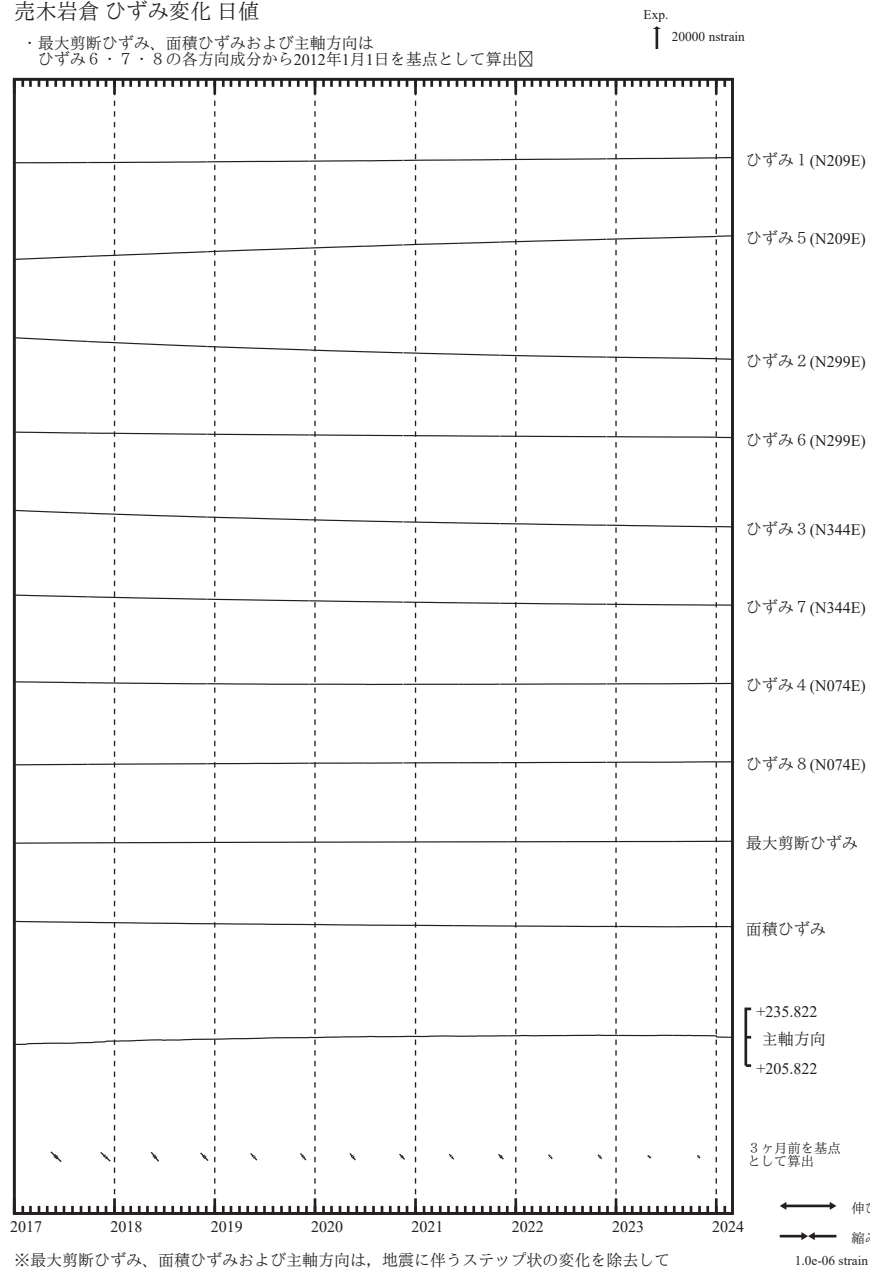 売木岩倉 ひずみ変化 日値
・最大剪断ひずみ、面積ひずみおよび主軸方向は
ひずみ６・７・８の各方向成分から2012年1月1日を基点として算出
Exp.
20000 nstrain
ひずみ１(N209E)
ひずみ５(N209E)
ひずみ２(N299E)
ひずみ６(N299E)
ひずみ３(N344E)
ひずみ７(N344E)
ひずみ４(N074E)
ひずみ８(N074E)
最大剪断ひずみ
面積ひずみ
+235.822
主軸方向
+205.822
３ヶ月前を基点
として算出
2017 2018 2019 2020 2021 2022 2023 2024
伸び
縮み
1.0e-06 strain
※最大剪断ひずみ、面積ひずみおよび主軸方向は，地震に伴うステップ状の変化を除去して